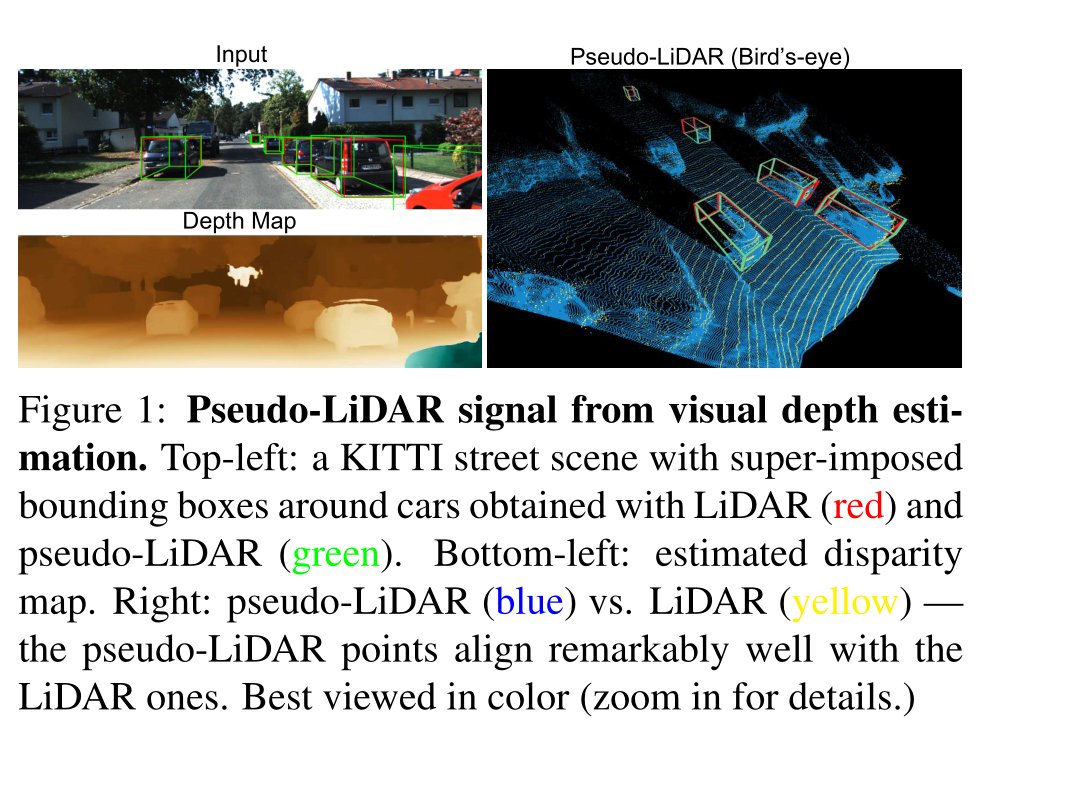 Input
Pseudo-LiDAR (Bird's-eye)
Depth Map
Figure 1: Pseudo-LiDAR signal from visual depth esti-
mation. Top-left: a KITTI street scene with super-imposed
bounding boxes around cars obtained with LiDAR (red) and
pseudo-LiDAR (green). Bottom-left: estimated disparity
map. Right: pseudo-LiDAR (blue) vs. LiDAR (yellow) —
the pseudo-LiDAR points align remarkably well with the
LiDAR ones. Best viewed in color (zoom in for details.)